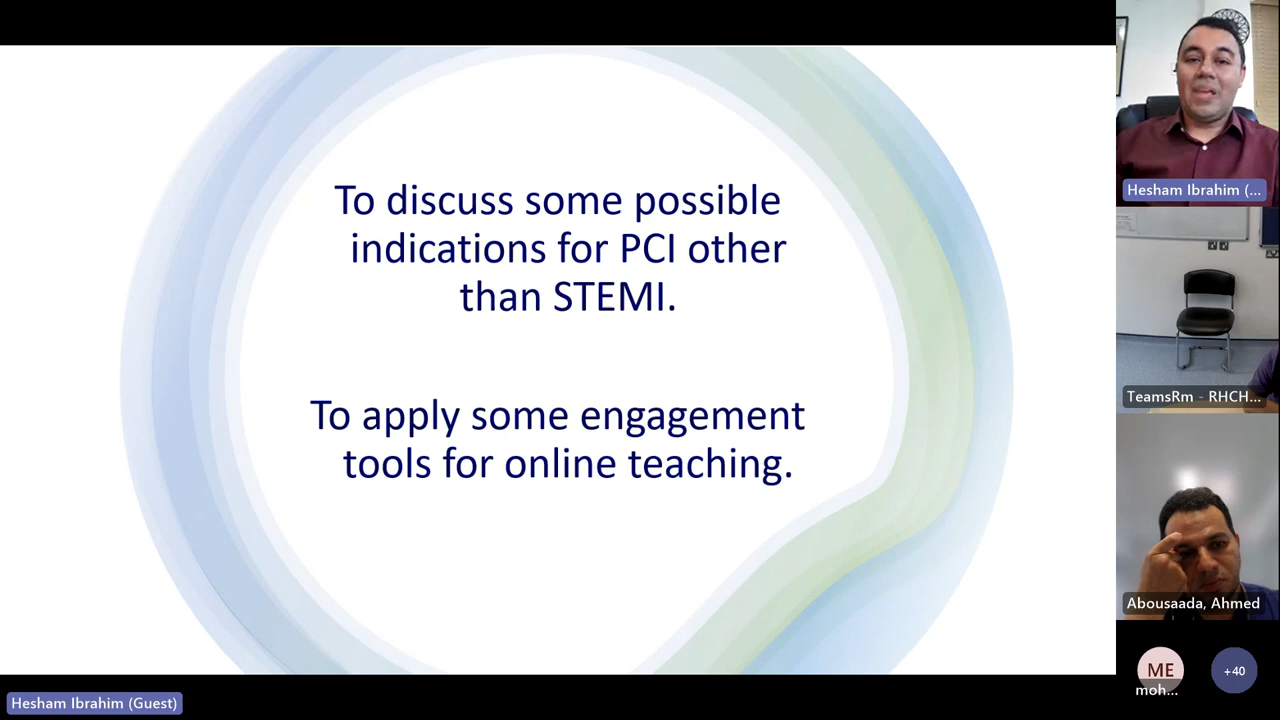 To discuss some possible
indications for PCI other
than STEMI.
To apply some engagement
tools for online teaching.
Hesham Ibrahim (...
TeamsRm - RHCH...
Abousaada, Ahmed
ME
moh...
+40
Hesham Ibrahim (Guest)